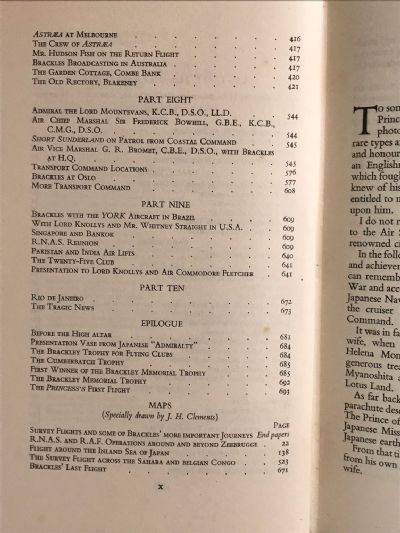 ASTRÆA AT MELBOURNE . . . . . 416
THE CREW OF ASTRÆA . . . . . 417
MR. HUDSON FISH ON THE RETURN FLIGHT . . . . 417
BRACKLES BROADCASTING IN AUSTRALIA . . . . 417
THE GARDEN COTTAGE, COMBE BANK . . . . 420
THE OLD RECTORY, BLAKENEY . . . . 421
PART EIGHT
ADMIRAL THE LORD MOUNTEVANS, K.C.B., D.S.O., LL.D. . 544
AIR CHIEF MARSHAL SIR FREDERICK BOWHILL, G.B.E., K.C.B.,
C.M.G., D.S.O. . . . . . 544
SHORT SUNDERLAND ON PATROL FROM COASTAL COMMAND . . 545
AIR VICE MARSHAL G. R. BROMET, C.B.E., D.S.O., WITH BRACKLES
AT H.Q. . . . . . 545
TRANSPORT COMMAND LOCATIONS . . . . 576
BRACKLES AT OSLO . . . . . 577
MORE TRANSPORT COMMAND . . . . . 608
PART NINE
BRACKLES WITH THE YORK AIRCRAFT IN BRAZIL . . . 609
WITH LORD KNOLLYS AND MR. WHITNEY STRAIGHT IN U.S.A. . . 609
SINGAPORE AND BANKOK . . . . . 609
R.N.A.S. REUNION . . . . . 609
PAKISTAN AND INDIA AIR LIFTS . . . . 640
THE TWENTY-FIVE CLUB . . . . . 641
PRESENTATION TO LORD KNOLLYS AND AIR COMMODORE FLETCHER . 641
PART TEN
RIO DE JANEIRO . . . . . 672
THE TRAGIC NEWS . . . . . 673
EPILOGUE
BEFORE THE HIGH ALTAR . . . . . 681
PRESENTATION VASE FROM JAPANESE "ADMIRALTY" . . . 684
THE BRACKLEY TROPHY FOR FLYING CLUBS . . . 684
THE CUMBERBATCH TROPHY . . . . . 685
FIRST WINNER OF THE BRACKLEY MEMORIAL TROPHY . . . 685
THE BRACKLEY MEMORIAL TROPHY . . . . 692
THE PRINCESS'S FIRST FLIGHT . . . . . 693
MAPS
(Specially drawn by J. H. Clements)
PAGE
SURVEY FLIGHTS AND SOME OF BRACKLES' MORE IMPORTANT JOURNEYS End papers
R.N.A.S. AND R.A.F. OPERATIONS AROUND AND BEYOND ZEEBRUGGE . 22
FLIGHT AROUND THE INLAND SEA OF JAPAN . . . 138
THE SURVEY FLIGHT ACROSS THE SAHARA AND BELGIAN CONGO . . 523
BRACKLES' LAST FLIGHT . . . . . 671
x
To som
Princ
photo
rare types a
and honour
an English
which fough
knew of his
entitled to
upon him.
I do not r
to the Air S
renowned ci
In the follo
and achieve
can remembe
War and acc
Japanese Nav
the cruiser
Command.
It was in fa
wife, when
Helena Mon
generous trea
Myanoshita a
Lotus Land.
As far back
parachute des
The Prince of
Japanese Miss
Japanese earth
From that ti
from his own
wife.